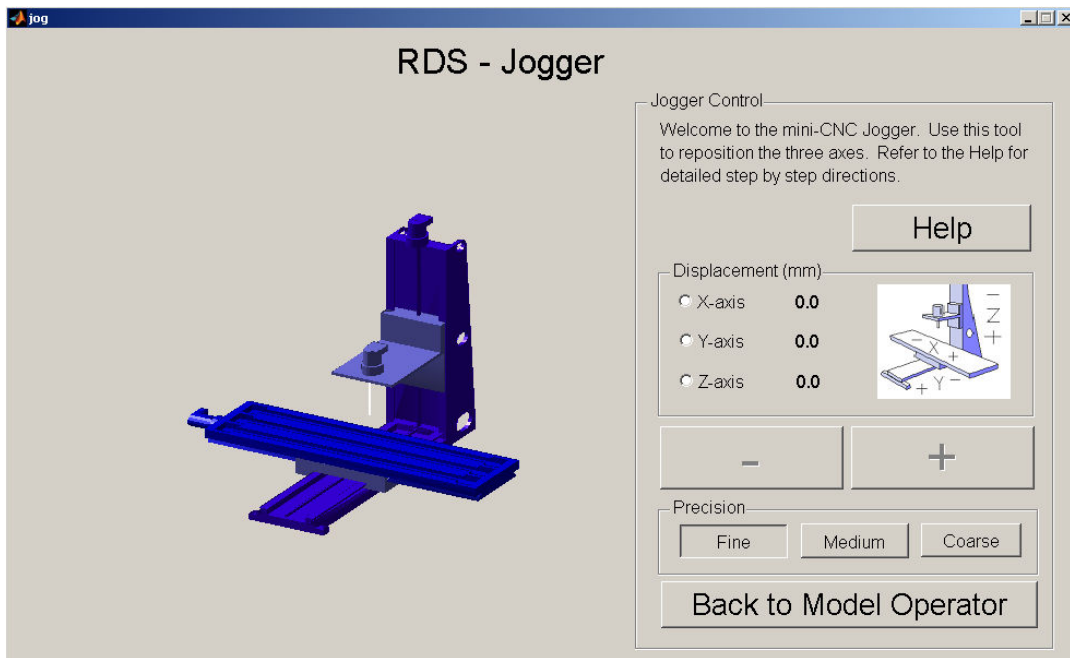 jog
RDS - Jogger
Jogger Control
Welcome to the mini-CNC Jogger. Use this tool
to reposition the three axes. Refer to the Help for
detailed step by step directions.
Help
Displacement (mm)
X-axis 0.0
Y-axis 0.0
Z-axis 0.0
- Z +
- X +
+ Y -
- +
Precision
Fine Medium Coarse
Back to Model Operator